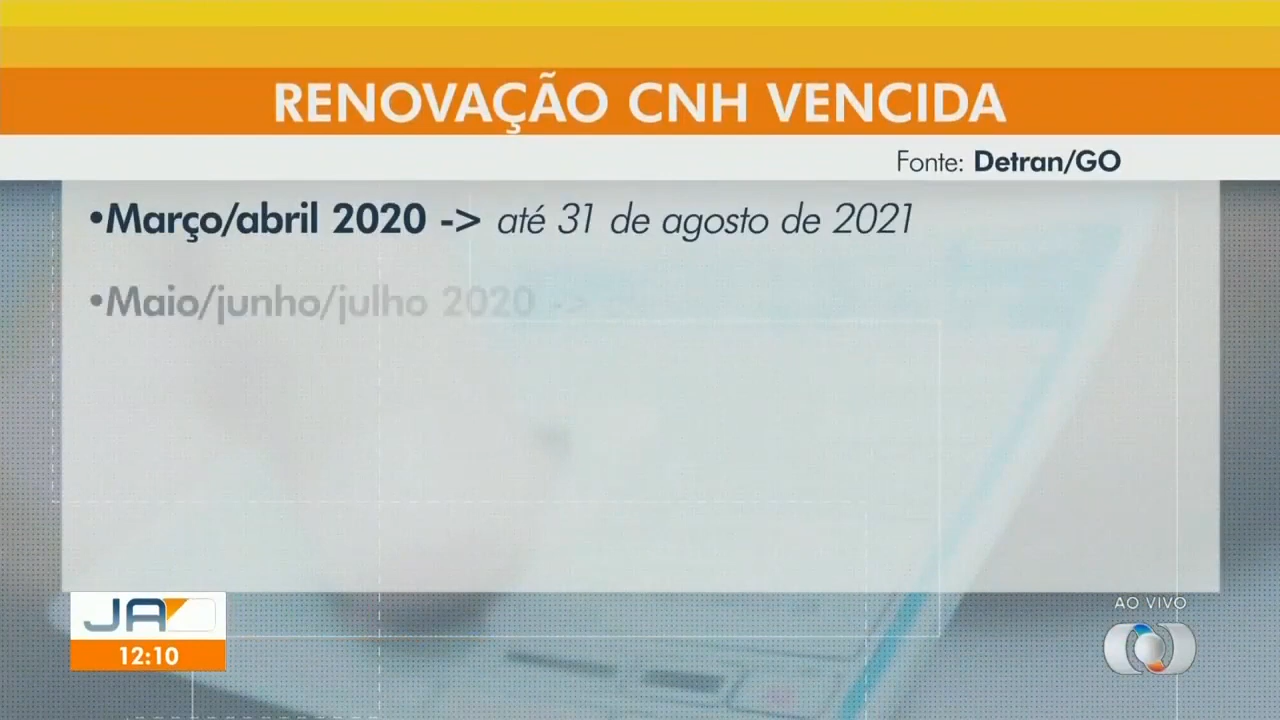 RENOVAÇÃO CNH VENCIDA
Fonte: Detran/GO
•Março/abril 2020 -> até 31 de agosto de 2021
•Maio/junho/julho 2020 ->
JA
12:10
AO VIVO